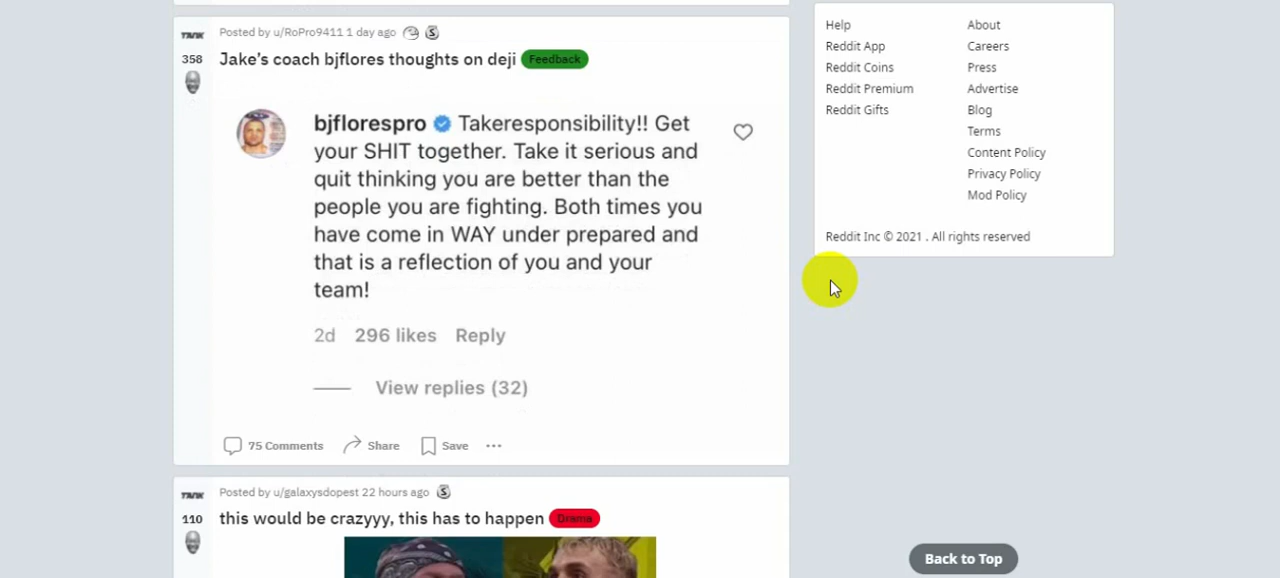 Posted by u/RoPro9411 1 day ago
TANK
358
Jake's coach bjflores thoughts on deji Feedback
bjflorespro Takeresponsibility!! Get
your SHIT together. Take it serious and
quit thinking you are better than the
people you are fighting. Both times you
have come in WAY under prepared and
that is a reflection of you and your
team!
2d 296 likes Reply
View replies (32)
75 Comments Share Save ...
TANK
Posted by u/galaxysdopest 22 hours ago
110
this would be crazyyy, this has to happen Drama
Help
Reddit App
Reddit Coins
Reddit Premium
Reddit Gifts
About
Careers
Press
Advertise
Blog
Terms
Content Policy
Privacy Policy
Mod Policy
Reddit Inc © 2021 . All rights reserved
Back to Top